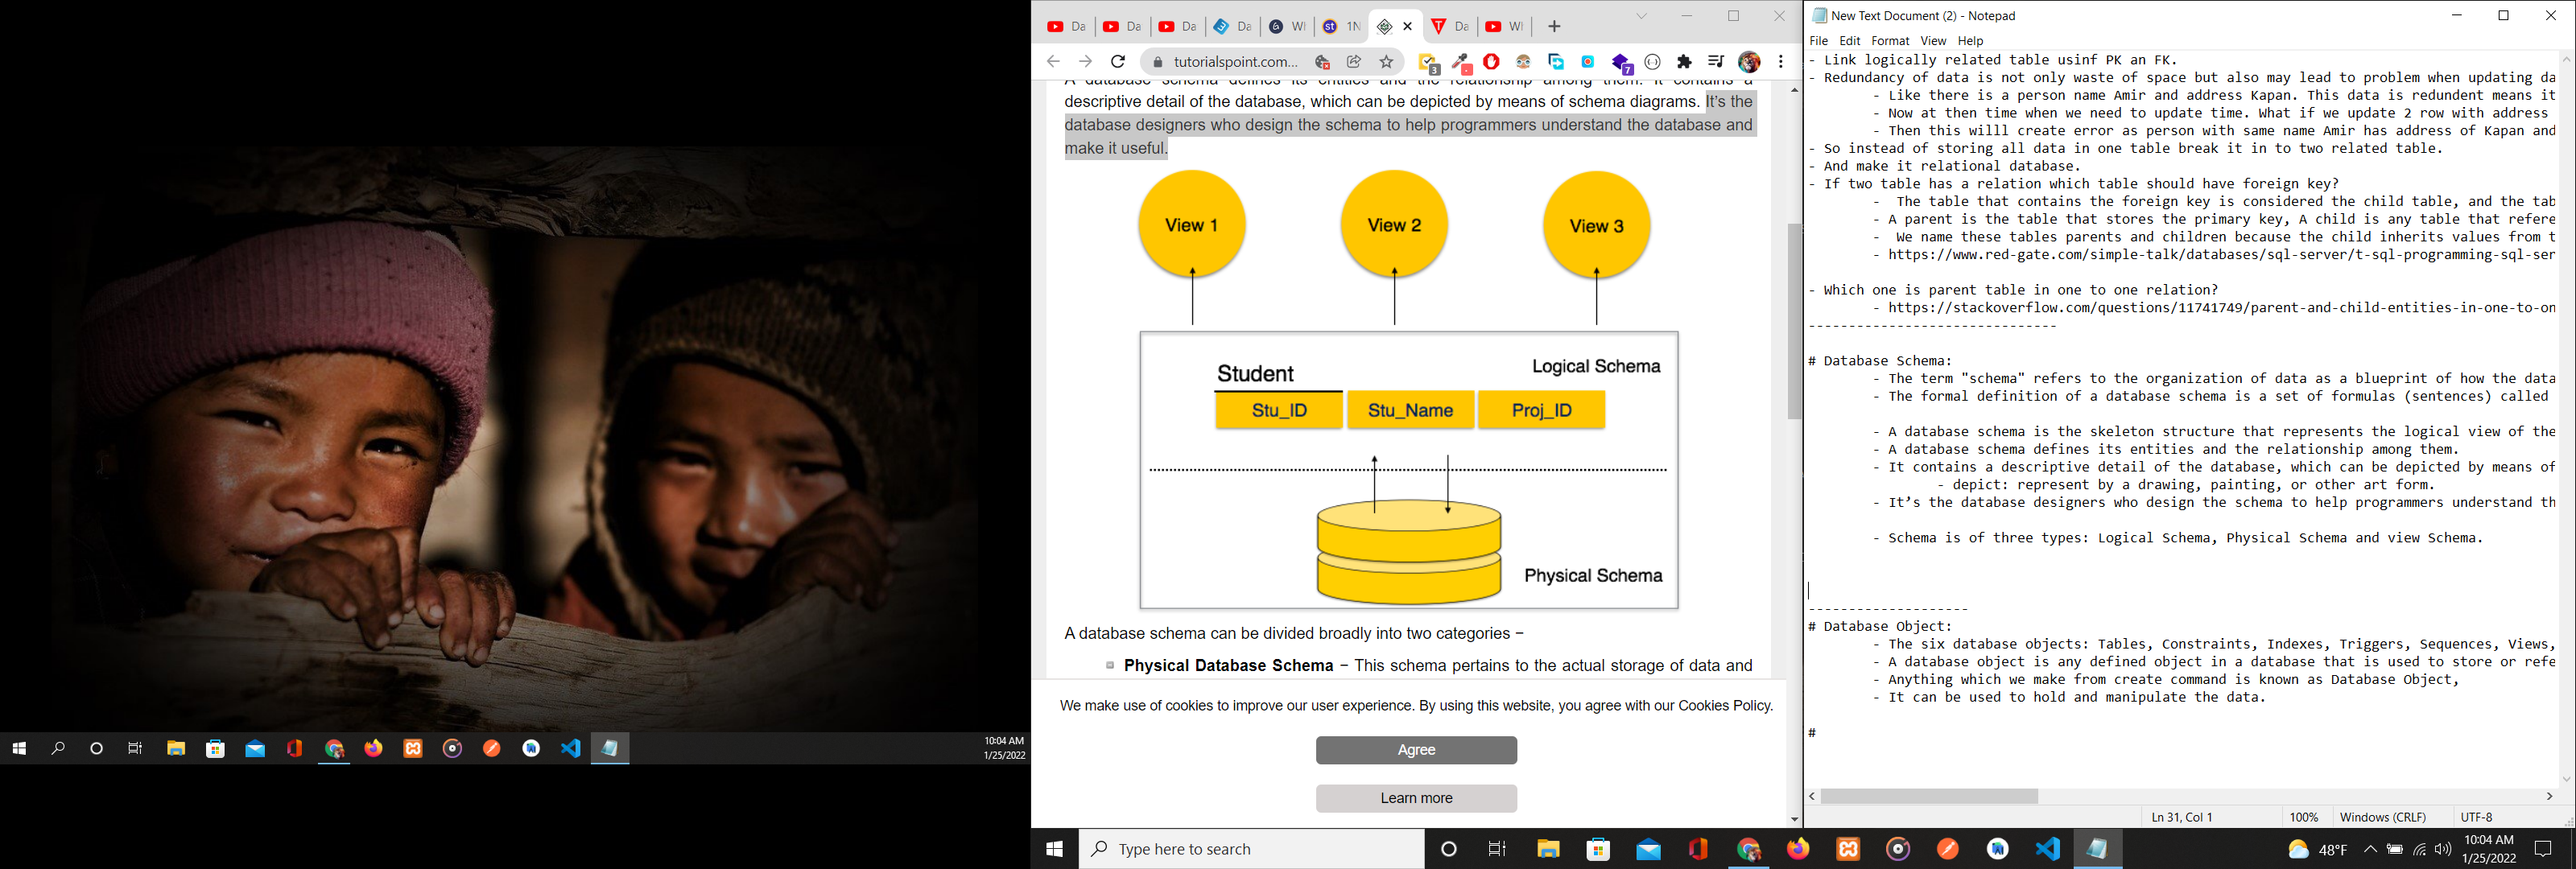 10:04 AM
1/25/2022
Da
Da
Da
Da
WI
st
1N
Da
WI
tutorialspoint.com...
3
7
A database schema defines its entities and the relationship among them. It contains a
descriptive detail of the database, which can be depicted by means of schema diagrams. It's the
database designers who design the schema to help programmers understand the database and
make it useful.
View 1
View 2
View 3
Student
Logical Schema
Stu_ID
Stu_Name
Proj_ID
Physical Schema
A database schema can be divided broadly into two categories −
Physical Database Schema − This schema pertains to the actual storage of data and
We make use of cookies to improve our user experience. By using this website, you agree with our Cookies Policy.
Agree
Learn more
New Text Document (2) - Notepad
File Edit Format View Help
- Link logically related table usinf PK an FK.
- Redundancy of data is not only waste of space but also may lead to problem when updating da
- Like there is a person name Amir and address Kapan. This data is redundent means it
- Now at then time when we need to update time. What if we update 2 row with address
- Then this willl create error as person with same name Amir has address of Kapan and
- So instead of storing all data in one table break it in to two related table.
- And make it relational database.
- If two table has a relation which table should have foreign key?
- The table that contains the foreign key is considered the child table, and the tab
- A parent is the table that stores the primary key, A child is any table that refere
- We name these tables parents and children because the child inherits values from t
- https://www.red-gate.com/simple-talk/databases/sql-server/t-sql-programming-sql-ser
- Which one is parent table in one to one relation?
- https://stackoverflow.com/questions/11741749/parent-and-child-entities-in-one-to-on
-------------------------------
# Database Schema:
- The term "schema" refers to the organization of data as a blueprint of how the data
- The formal definition of a database schema is a set of formulas (sentences) called
- A database schema is the skeleton structure that represents the logical view of the
- A database schema defines its entities and the relationship among them.
- It contains a descriptive detail of the database, which can be depicted by means of
- depict: represent by a drawing, painting, or other art form.
- It’s the database designers who design the schema to help programmers understand th
- Schema is of three types: Logical Schema, Physical Schema and view Schema.
--------------------
# Database Object:
- The six database objects: Tables, Constraints, Indexes, Triggers, Sequences, Views,
- A database object is any defined object in a database that is used to store or refe
- Anything which we make from create command is known as Database Object,
- It can be used to hold and manipulate the data.
#
Ln 31, Col 1
100%
Windows (CRLF)
UTF-8
Type here to search
48°F
10:04 AM
1/25/2022